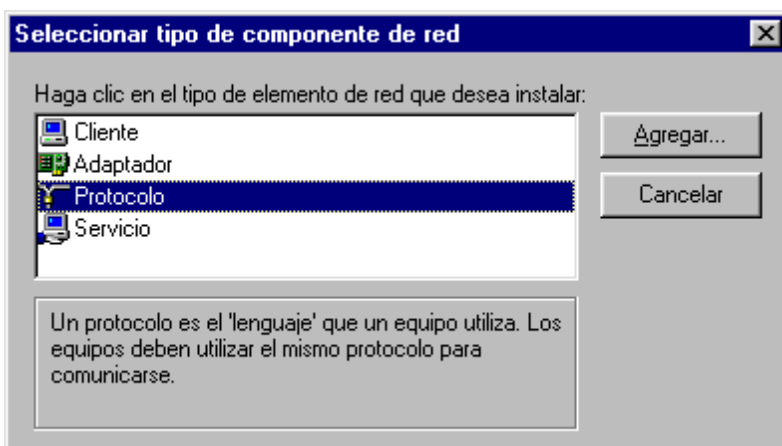 Seleccionar tipo de componente de red
Haga clic en el tipo de elemento de red que desea instalar:
Cliente
Adaptador
Protocolo
Servicio
Agregar...
Cancelar
Un protocolo es el 'lenguaje' que un equipo utiliza. Los
equipos deben utilizar el mismo protocolo para
comunicarse.